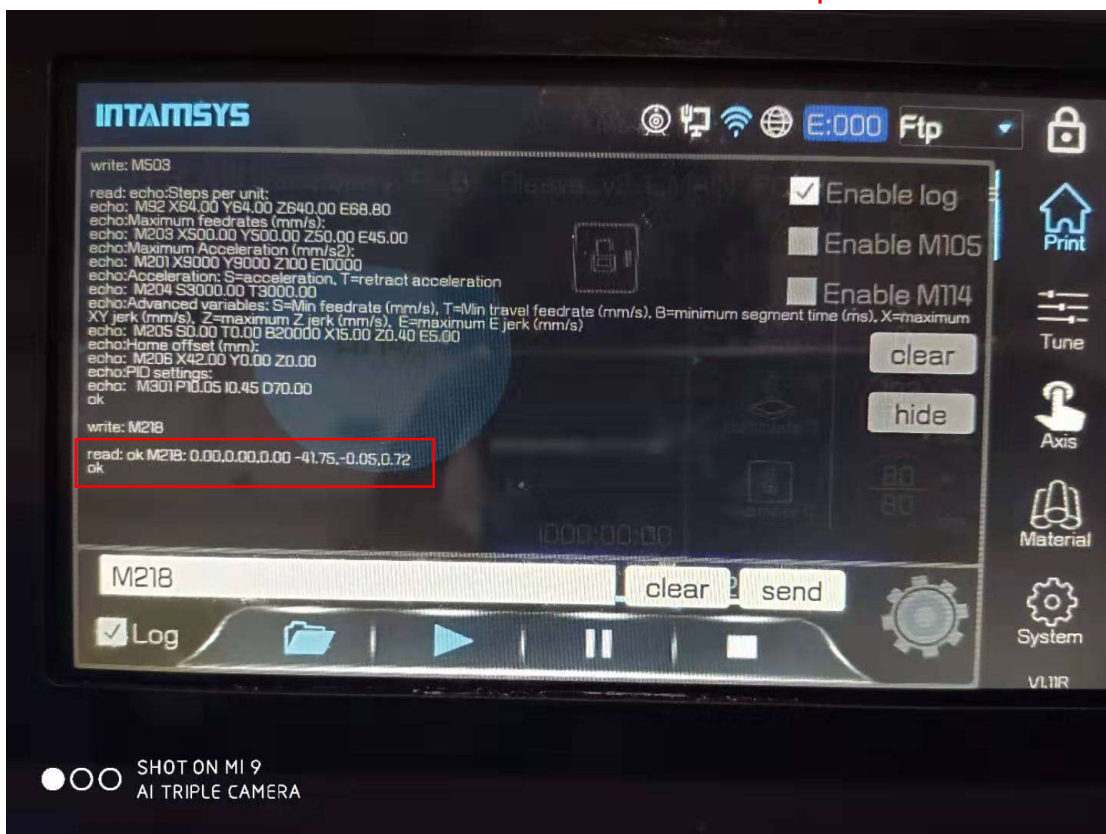 INTAMSYS
E:000 Ftp
write: M503
read: echo:Steps per unit:
echo: M92 X64.00 Y64.00 Z640.00 E68.80
echo:Maximum feedrates (mm/s):
echo: M203 X500.00 Y500.00 Z50.00 E45.00
echo:Maximum Acceleration (mm/s2):
echo: M201 X9000 Y9000 Z100 E10000
echo:Acceleration: S=acceleration, T=retract acceleration
echo: M204 S3000.00 T3000.00
echo:Advanced variables: S=Min feedrate (mm/s), T=Min travel feedrate (mm/s), B=minimum segment time (ms), X=maximum
XY jerk (mm/s), Z=maximum Z jerk (mm/s), E=maximum E jerk (mm/s)
echo: M205 S0.00 T0.00 B20000 X15.00 Z0.40 E5.00
echo:Home offset (mm):
echo: M206 X42.00 Y0.00 Z0.00
echo:PID settings:
echo: M301 P10.05 I0.45 D70.00
ok
write: M218
read: ok M218: 0.00,0.00,0.00 -41.75,-0.05,0.72
ok
Enable log
Enable M105
Enable M114
clear
hide
80
80
M218
clear
send
Log
Print
Tune
Axis
Material
System
V1.11R
SHOT ON MI 9
AI TRIPLE CAMERA